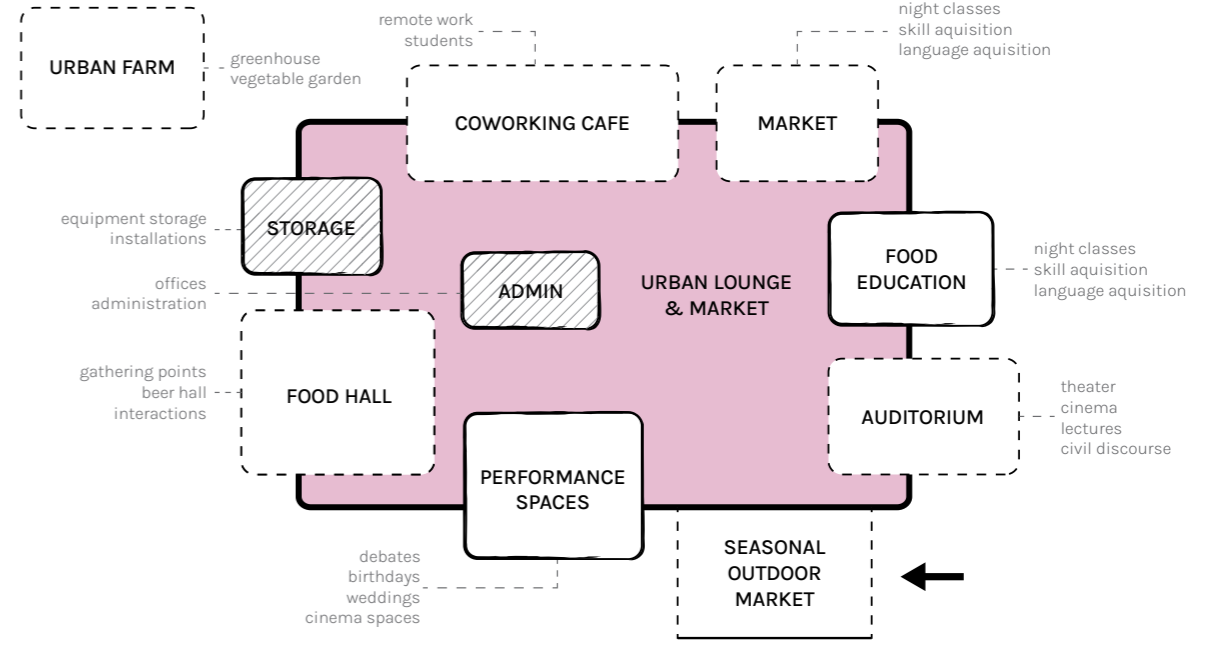 night classes
skill aquisition
language aquisition
remote work
students
URBAN FARM
greenhouse
vegetable garden
COWORKING CAFE
MARKET
equipment storage
installations
STORAGE
FOOD
EDUCATION
night classes
skill aquisition
language aquisition
offices
administration
ADMIN
URBAN LOUNGE
& MARKET
gathering points
beer hall
interactions
FOOD HALL
AUDITORIUM
theater
cinema
lectures
civil discourse
PERFORMANCE
SPACES
debates
birthdays
weddings
cinema spaces
SEASONAL
OUTDOOR
MARKET